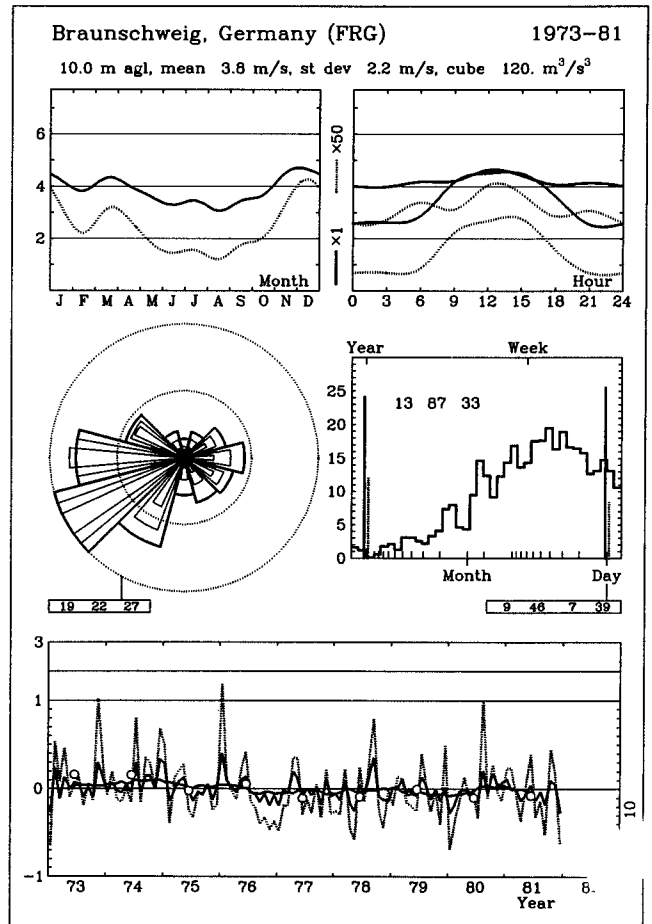 Braunschweig, Germany (FRG) 1973-81
10.0 m agl, mean 3.8 m/s, st dev 2.2 m/s, cube 120. m³/s³
6
4
2
Month
J F M A M J J A S O N D
×1 ×50
Hour
0 3 6 9 12 15 18 21 24
Year Week
25
20
15
10
5
0
13 87 33
Month Day
19 22 27
9 46 7 39
3
1
0
-1
73 74 75 76 77 78 79 80 81 8
Year
10